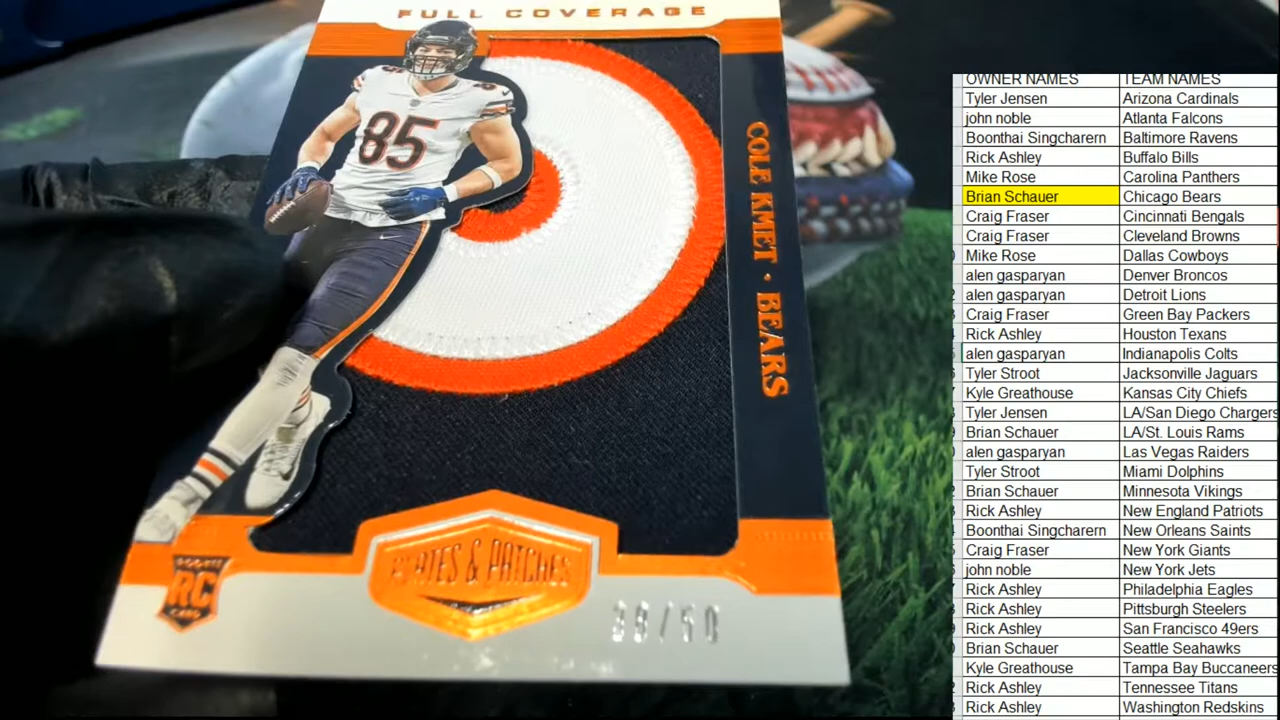 FULL COVERAGE
85
COLE KMET · BEARS
PLATES & PATCHES
ROOKIE
RC
CARD
/50
OWNER NAMES TEAM NAMES
Tyler Jensen Arizona Cardinals
john noble Atlanta Falcons
Boonthai Singcharern Baltimore Ravens
Rick Ashley Buffalo Bills
Mike Rose Carolina Panthers
Brian Schauer Chicago Bears
Craig Fraser Cincinnati Bengals
Craig Fraser Cleveland Browns
Mike Rose Dallas Cowboys
alen gasparyan Denver Broncos
alen gasparyan Detroit Lions
Craig Fraser Green Bay Packers
Rick Ashley Houston Texans
alen gasparyan Indianapolis Colts
Tyler Stroot Jacksonville Jaguars
Kyle Greathouse Kansas City Chiefs
Tyler Jensen LA/San Diego Chargers
Brian Schauer LA/St. Louis Rams
alen gasparyan Las Vegas Raiders
Tyler Stroot Miami Dolphins
Brian Schauer Minnesota Vikings
Rick Ashley New England Patriots
Boonthai Singcharern New Orleans Saints
Craig Fraser New York Giants
john noble New York Jets
Rick Ashley Philadelphia Eagles
Rick Ashley Pittsburgh Steelers
Rick Ashley San Francisco 49ers
Brian Schauer Seattle Seahawks
Kyle Greathouse Tampa Bay Buccaneers
Rick Ashley Tennessee Titans
Rick Ashley Washington Redskins